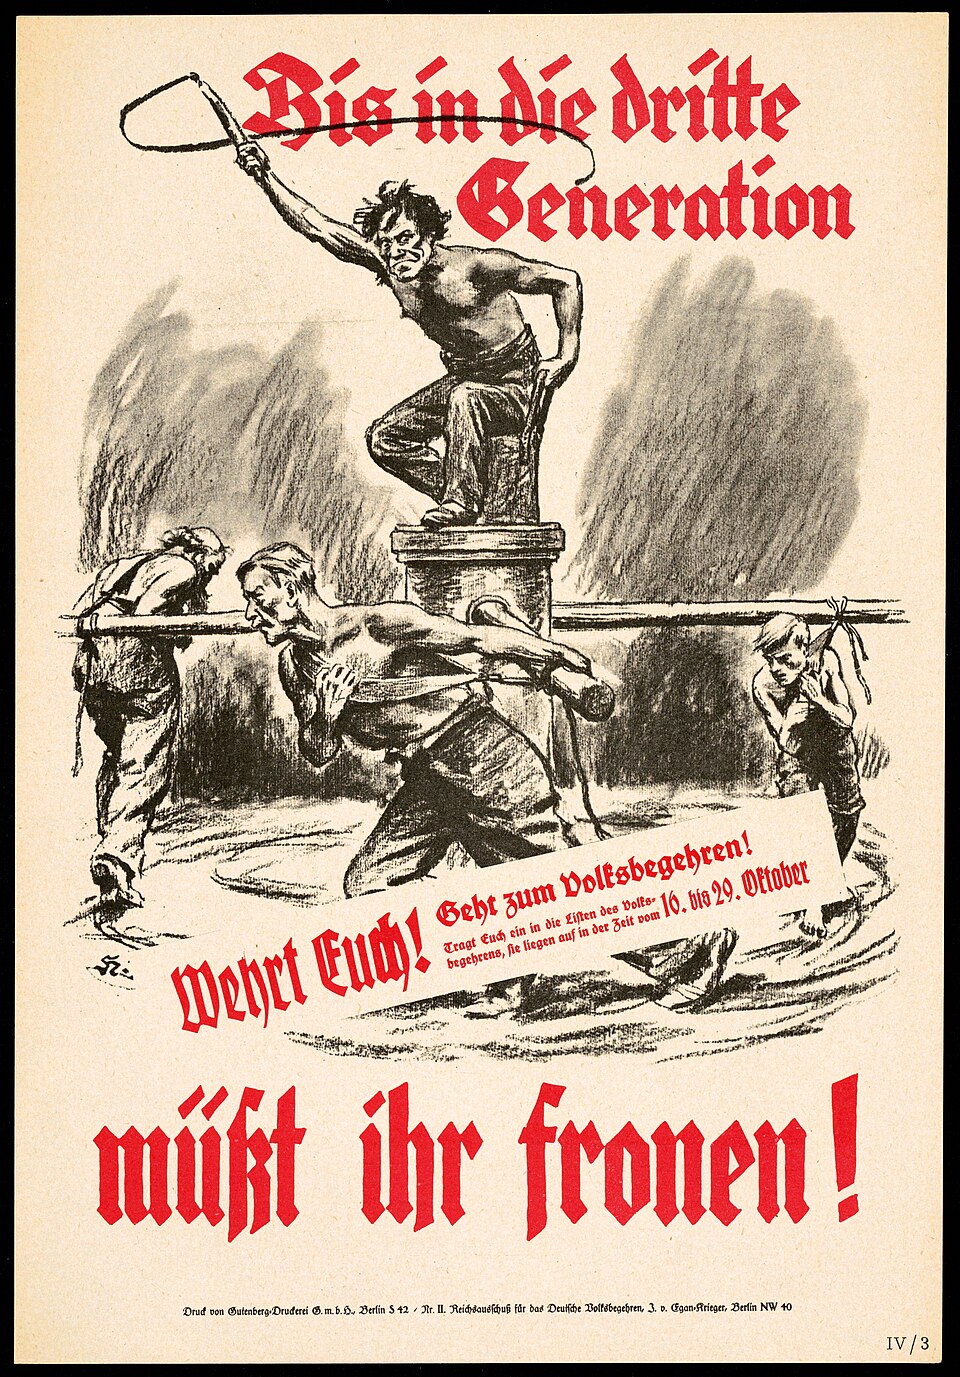 Bis in die dritte
Generation
Wehrt Euch!
Geht zum Volksbegehren!
Tragt Euch ein in die Listen des Volks-
begehrens, sie liegen auf in der Zeit vom 16. bis 29. Oktober
müßt ihr fronen!
Druck von Gutenberg-Druckerei G.m.b.H., Berlin S 42 / Nr. II. Reichsausschuß für das Deutsche Volksbegehren, J. v. Egan-Krieger, Berlin NW 40
IV/3